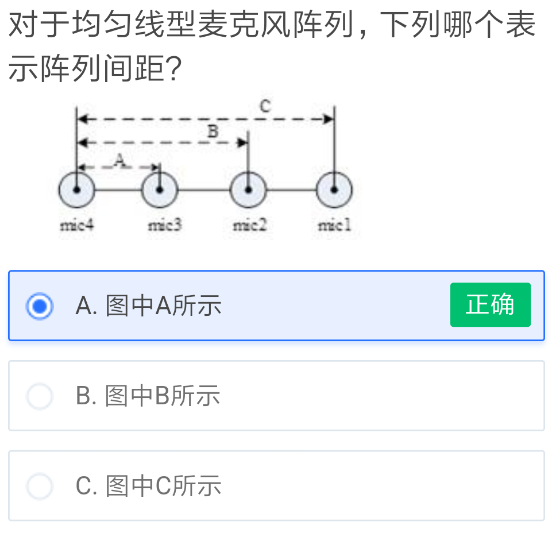 对于均匀线型麦克风阵列，下列哪个表
示阵列间距？
C
B
A
mic4 mic3 mic2 mic1
A. 图中A所示 正确
B. 图中B所示
C. 图中C所示